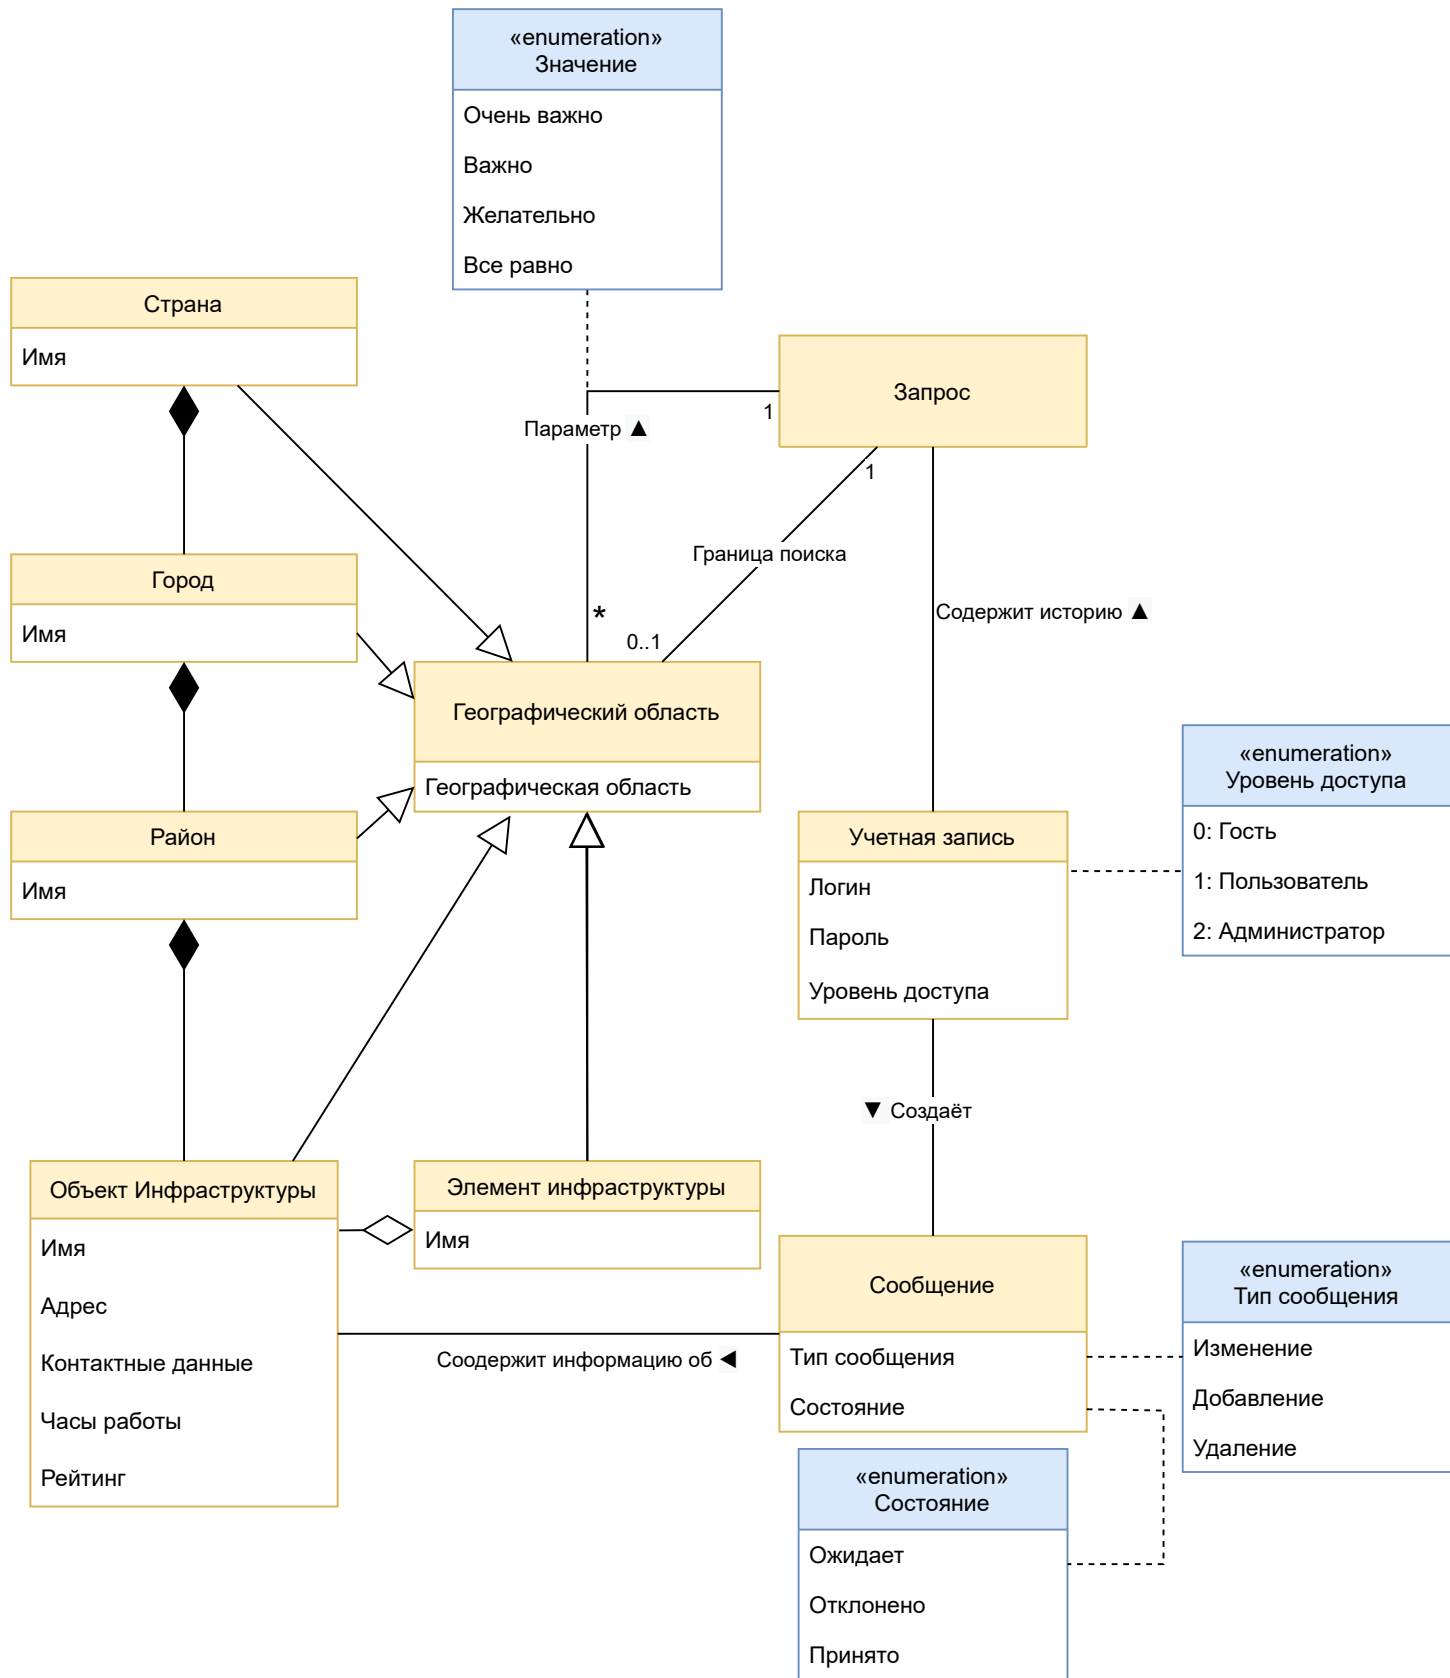 «enumeration»
Значение
Очень важно
Важно
Желательно
Все равно
Страна
Имя
Запрос
1
Параметр ▲
1
Граница поиска
Город
Имя
*
0..1
Содержит историю ▲
Географический область
Географическая область
«enumeration»
Уровень доступа
0: Гость
1: Пользователь
2: Администратор
Район
Имя
Учетная запись
Логин
Пароль
Уровень доступа
▼ Создаёт
Объект Инфраструктуры
Имя
Адрес
Контактные данные
Часы работы
Рейтинг
Элемент инфраструктуры
Имя
Соодержит информацию об ◀
Сообщение
Тип сообщения
Состояние
«enumeration»
Тип сообщения
Изменение
Добавление
Удаление
«enumeration»
Состояние
Ожидает
Отклонено
Принято